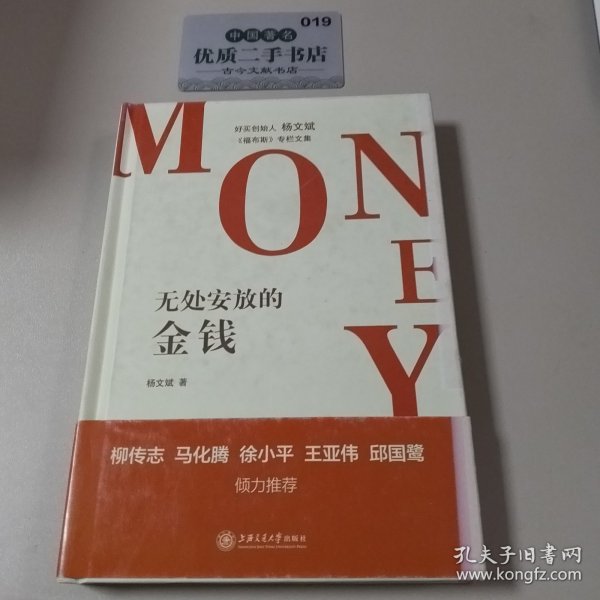 019
中国著名
优质二手书店
古今文献书店
MONEY
好买创始人 杨文斌
《福布斯》专栏文集
无处安放的
金钱
杨文斌 著
柳传志 马化腾 徐小平 王亚伟 邱国鹭
倾力推荐
上海交通大学出版社
孔夫子旧书网
www.kongfz.com